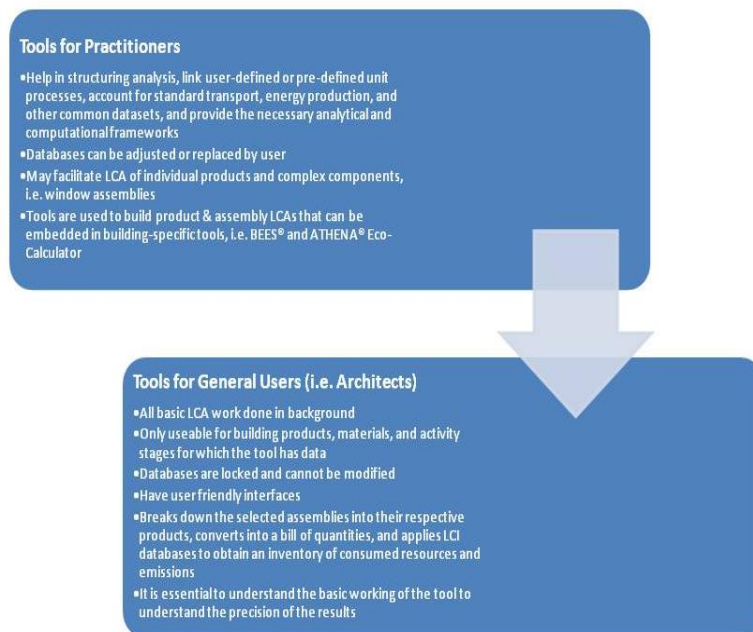 Tools for Practitioners
•Help in structuring analysis, link user-defined or pre-defined unit
processes, account for standard transport, energy production, and
other common datasets, and provide the necessary analytical and
computational frameworks
•Databases can be adjusted or replaced by user
•May facilitate LCA of individual products and complex components,
i.e. window assemblies
•Tools are used to build product & assembly LCAs that can be
embedded in building-specific tools, i.e. BEES® and ATHENA® Eco-
Calculator
Tools for General Users (i.e. Architects)
•All basic LCA work done in background
•Only useable for building products, materials, and activity
stages for which the tool has data
•Databases are locked and cannot be modified
•Have user friendly interfaces
•Breaks down the selected assemblies into their respective
products, converts into a bill of quantities, and applies LCI
databases to obtain an inventory of consumed resources and
emissions
•It is essential to understand the basic working of the tool to
understand the precision of the results